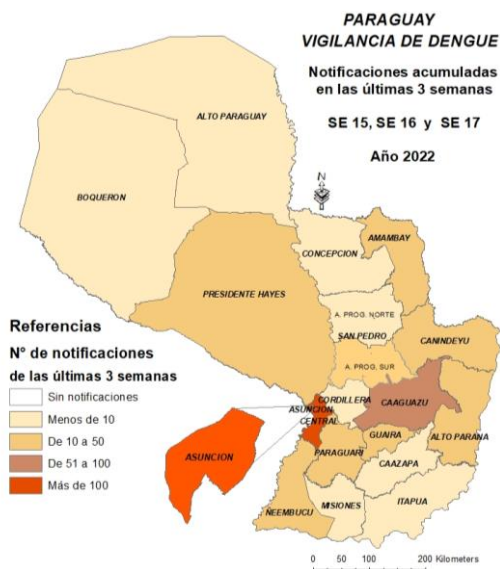 PARAGUAY
VIGILANCIA DE DENGUE
Notificaciones acumuladas
en las últimas 3 semanas
SE 15, SE 16 y SE 17
Año 2022
N
ALTO PARAGUAY
BOQUERON
CONCEPCION
AMAMBAY
PRESIDENTE HAYES
A. PROG. NORTE
SAN PEDRO
CANINDEYU
A. PROG. SUR
CORDILLERA
ASUNCION
CENTRAL
CAAGUAZU
ALTO PARANA
GUAIRA
PARAGUARI
CAAZAPA
ÑEEMBUCU
MISIONES
ITAPUA
ASUNCION
Referencias
N° de notificaciones
de las últimas 3 semanas
Sin notificaciones
Menos de 10
De 10 a 50
De 51 a 100
Más de 100
0 50 100 200 Kilometers